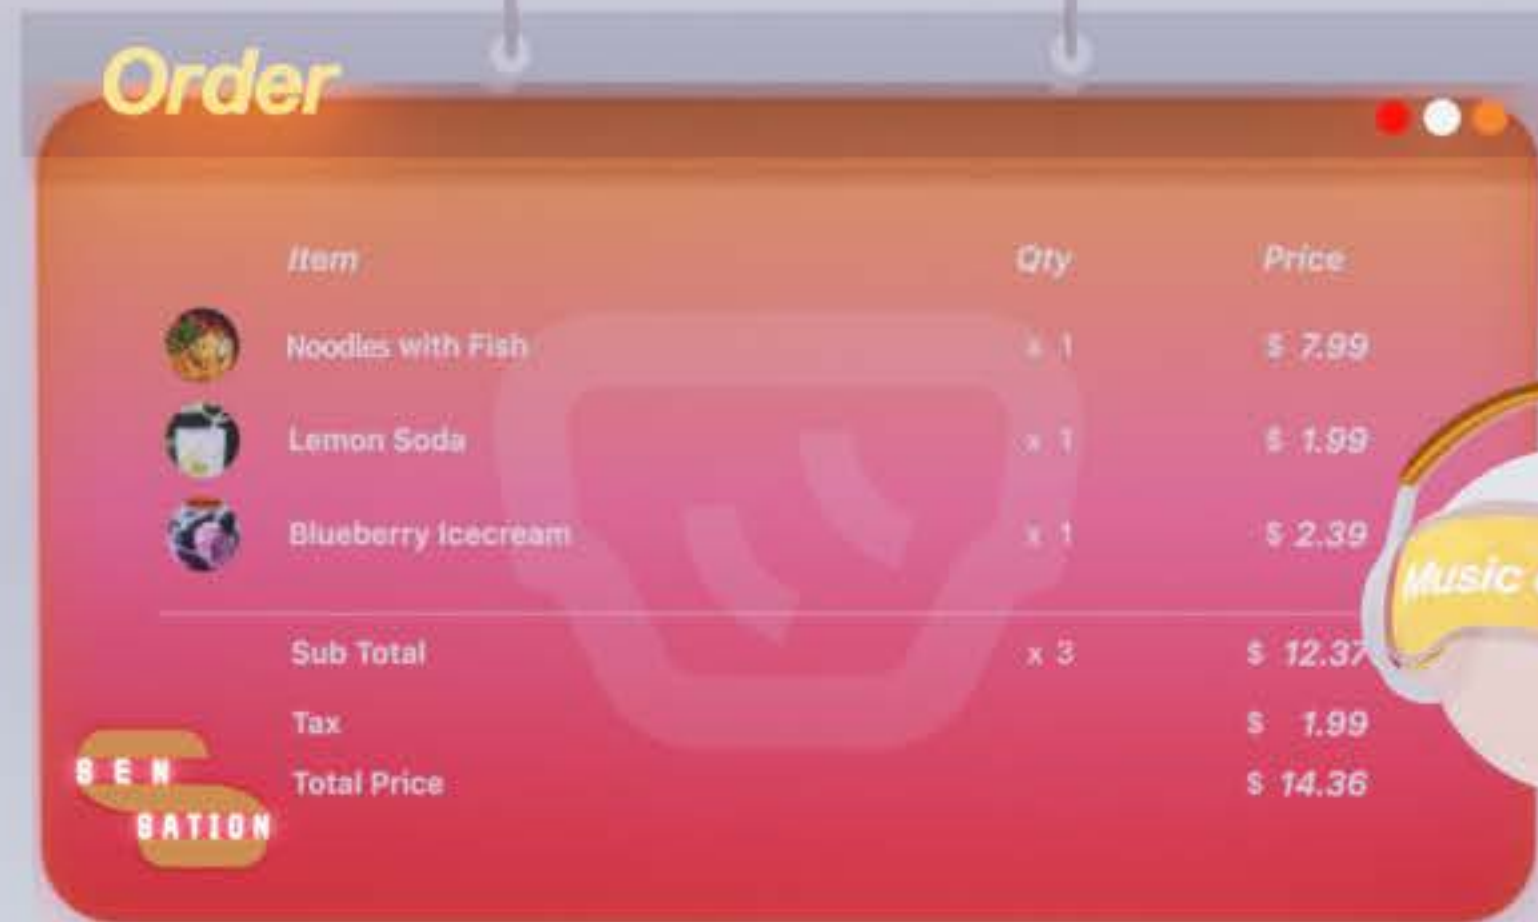 Order
Item Qty Price
Noodles with Fish x 1 $ 7.99
Lemon Soda x 1 $ 1.99
Blueberry Icecream x 1 $ 2.39
Music
Sub Total x 3 $ 12.37
Tax $ 1.99
Total Price $ 14.36
SEN
SATION